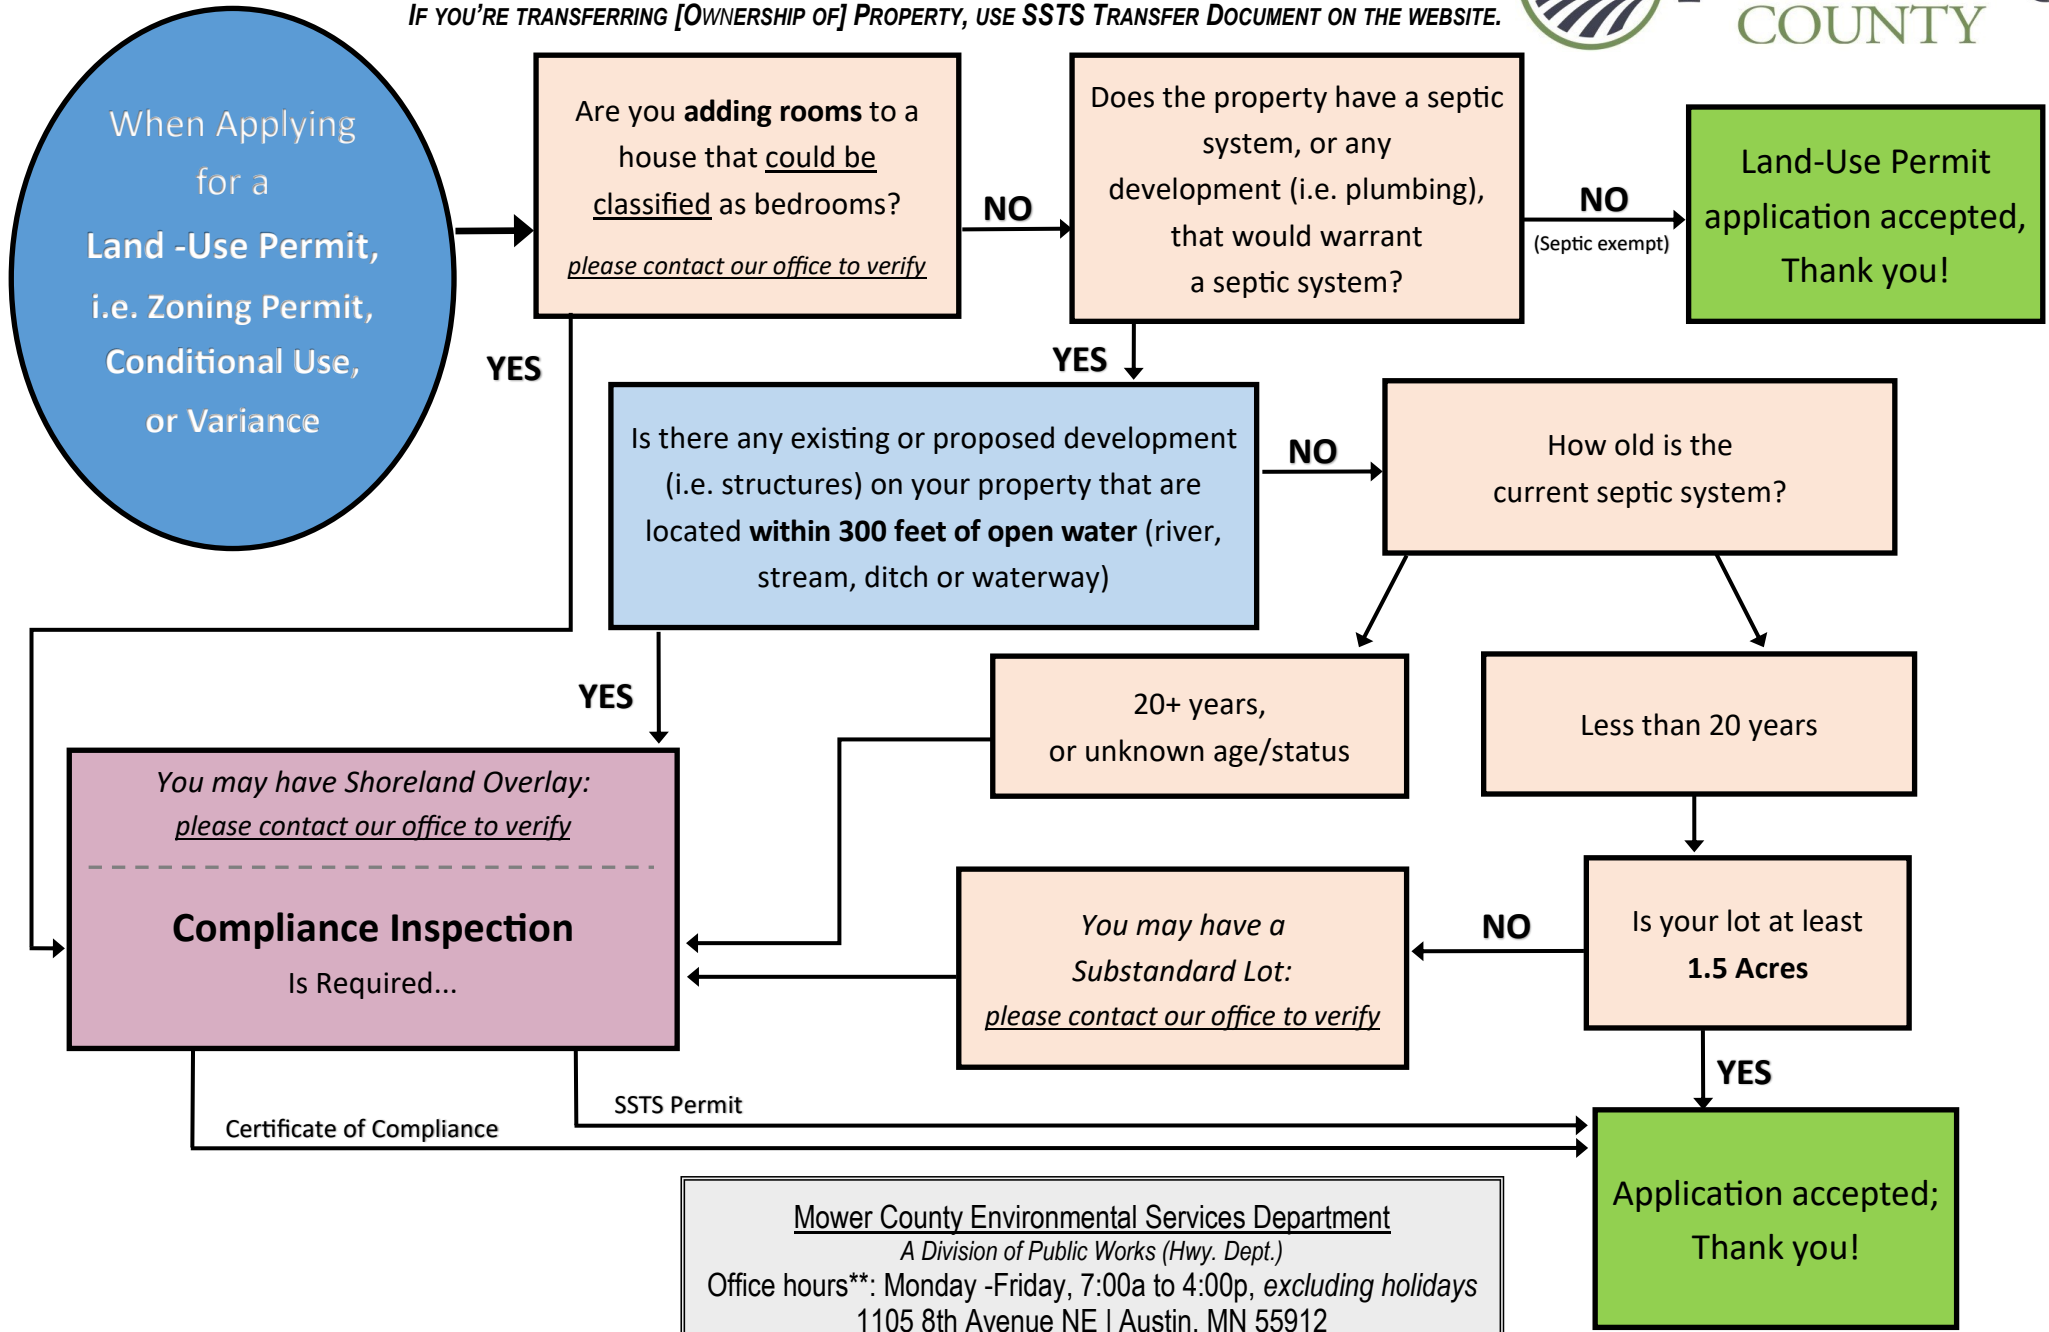 IF YOU'RE TRANSFERRING [OWNERSHIP OF] PROPERTY, USE SSTS TRANSFER DOCUMENT ON THE WEBSITE.
COUNTY
When Applying
for a
Land -Use Permit,
i.e. Zoning Permit,
Conditional Use,
or Variance
Are you adding rooms to a
house that could be
classified as bedrooms?
please contact our office to verify
NO
Does the property have a septic
system, or any
development (i.e. plumbing),
that would warrant
a septic system?
NO
(Septic exempt)
Land-Use Permit
application accepted,
Thank you!
YES
YES
Is there any existing or proposed development
(i.e. structures) on your property that are
located within 300 feet of open water (river,
stream, ditch or waterway)
NO
How old is the
current septic system?
YES
20+ years,
or unknown age/status
Less than 20 years
You may have Shoreland Overlay:
please contact our office to verify
Compliance Inspection
Is Required...
You may have a
Substandard Lot:
please contact our office to verify
NO
Is your lot at least
1.5 Acres
YES
SSTS Permit
Certificate of Compliance
Application accepted;
Thank you!
Mower County Environmental Services Department
A Division of Public Works (Hwy. Dept.)
Office hours**: Monday -Friday, 7:00a to 4:00p, excluding holidays
1105 8th Avenue NE | Austin, MN 55912